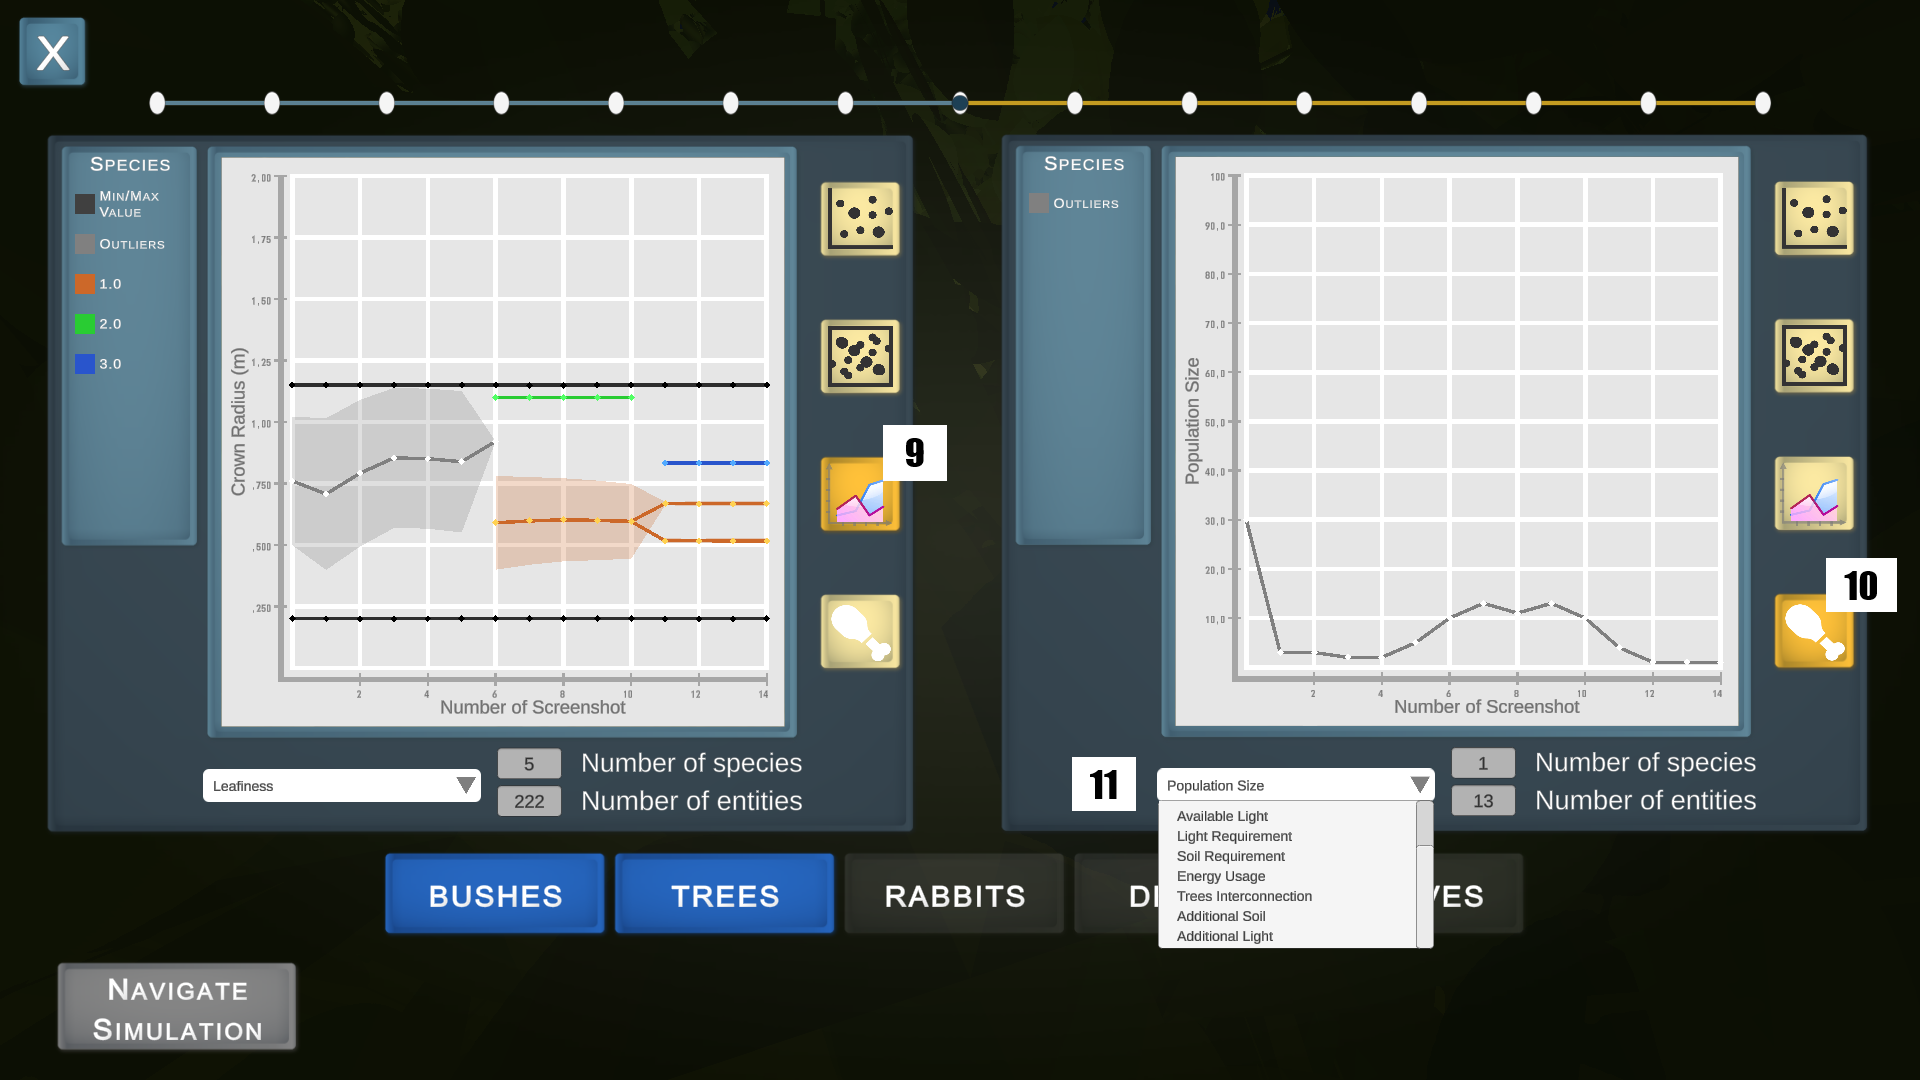 X
SPECIES
MIN/MAX
VALUE
OUTLIERS
1.0
2.0
3.0
2,00
1,75
1,50
1,25
1,00
,750
,500
,250
Crown Radius (m)
2
4
6
8
10
12
14
Number of Screenshot
9
Leafiness
5
Number of species
222
Number of entities
SPECIES
OUTLIERS
100
90,0
80,0
70,0
60,0
50,0
40,0
30,0
20,0
10,0
Population Size
2
4
6
8
10
12
14
Number of Screenshot
10
11
Population Size
Available Light
Light Requirement
Soil Requirement
Energy Usage
Trees Interconnection
Additional Soil
Additional Light
1
Number of species
13
Number of entities
BUSHES
TREES
RABBITS
NAVIGATE
SIMULATION